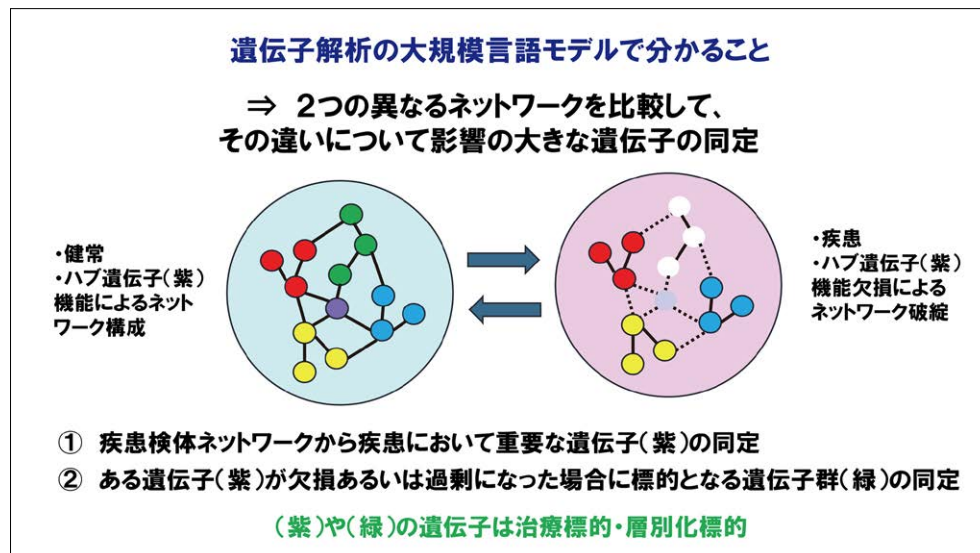 遺伝子解析の大規模言語モデルで分かること
⇒ 2つの異なるネットワークを比較して、
その違いについて影響の大きな遺伝子の同定
・健常
・ハブ遺伝子(紫)
機能によるネット
ワーク構成
・疾患
・ハブ遺伝子(紫)
機能欠損による
ネットワーク破綻
① 疾患検体ネットワークから疾患において重要な遺伝子(紫)の同定
② ある遺伝子(紫)が欠損あるいは過剰になった場合に標的となる遺伝子群(緑)の同定
(紫)や(緑)の遺伝子は治療標的・層別化標的